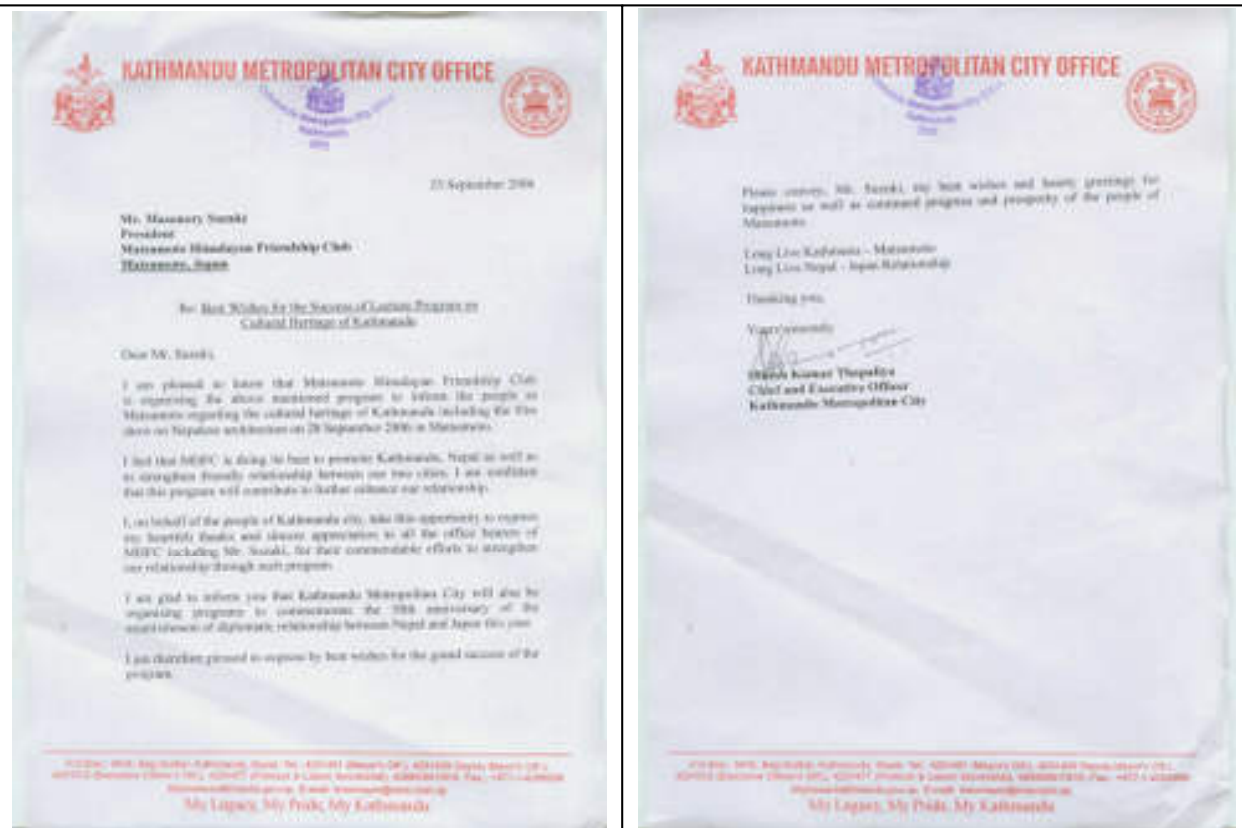 KATHMANDU METROPOLITAN CITY OFFICE
September 2006
President
Matsumoto Himalayan Friendship Club
Matsumoto, Japan
Re: Best Wishes for the Success of Lecture Program on
Cultural Heritage of Kathmandu
Dear Mr. Suzuki,
I am pleased to know that Matsumoto Himalayan Friendship Club
is organising the above mentioned program to inform the people in
Matsumoto regarding the cultural heritage of Kathmandu including the film
show on Nepalese architecture on 28 September 2006 in Matsumoto.
I feel that MHFC is doing its best to promote Kathmandu, Nepal as well as
to strengthen friendly relationship between our two cities. I am confident
that this program will contribute to further enhance our relationship.
I, on behalf of the people of Kathmandu city, take this opportunity to express
my heartfelt thanks and sincere appreciation to all the office bearers of
MHFC including Mr. Suzuki, for their commendable efforts to strengthen
our relationship through such program.
I am glad to inform you that Kathmandu Metropolitan City will also be
organising programs to commemorate the 50th anniversary of the
establishment of diplomatic relationship between Nepal and Japan this year.
I am therefore pleased to express by best wishes for the grand success of the
program.
My Legacy, My Pride, My Kathmandu
KATHMANDU METROPOLITAN CITY OFFICE
Please convey, Mr. Suzuki, my best wishes and hearty greetings for
happiness as well as continued progress and prosperity of the people of
Matsumoto.
Long Live Kathmandu - Matsumoto
Long Live Nepal - Japan Relationship
Thanking you,
Yours sincerely
Dinesh Kumar Thapaliya
Chief and Executive Officer
Kathmandu Metropolitan City
My Legacy, My Pride, My Kathmandu